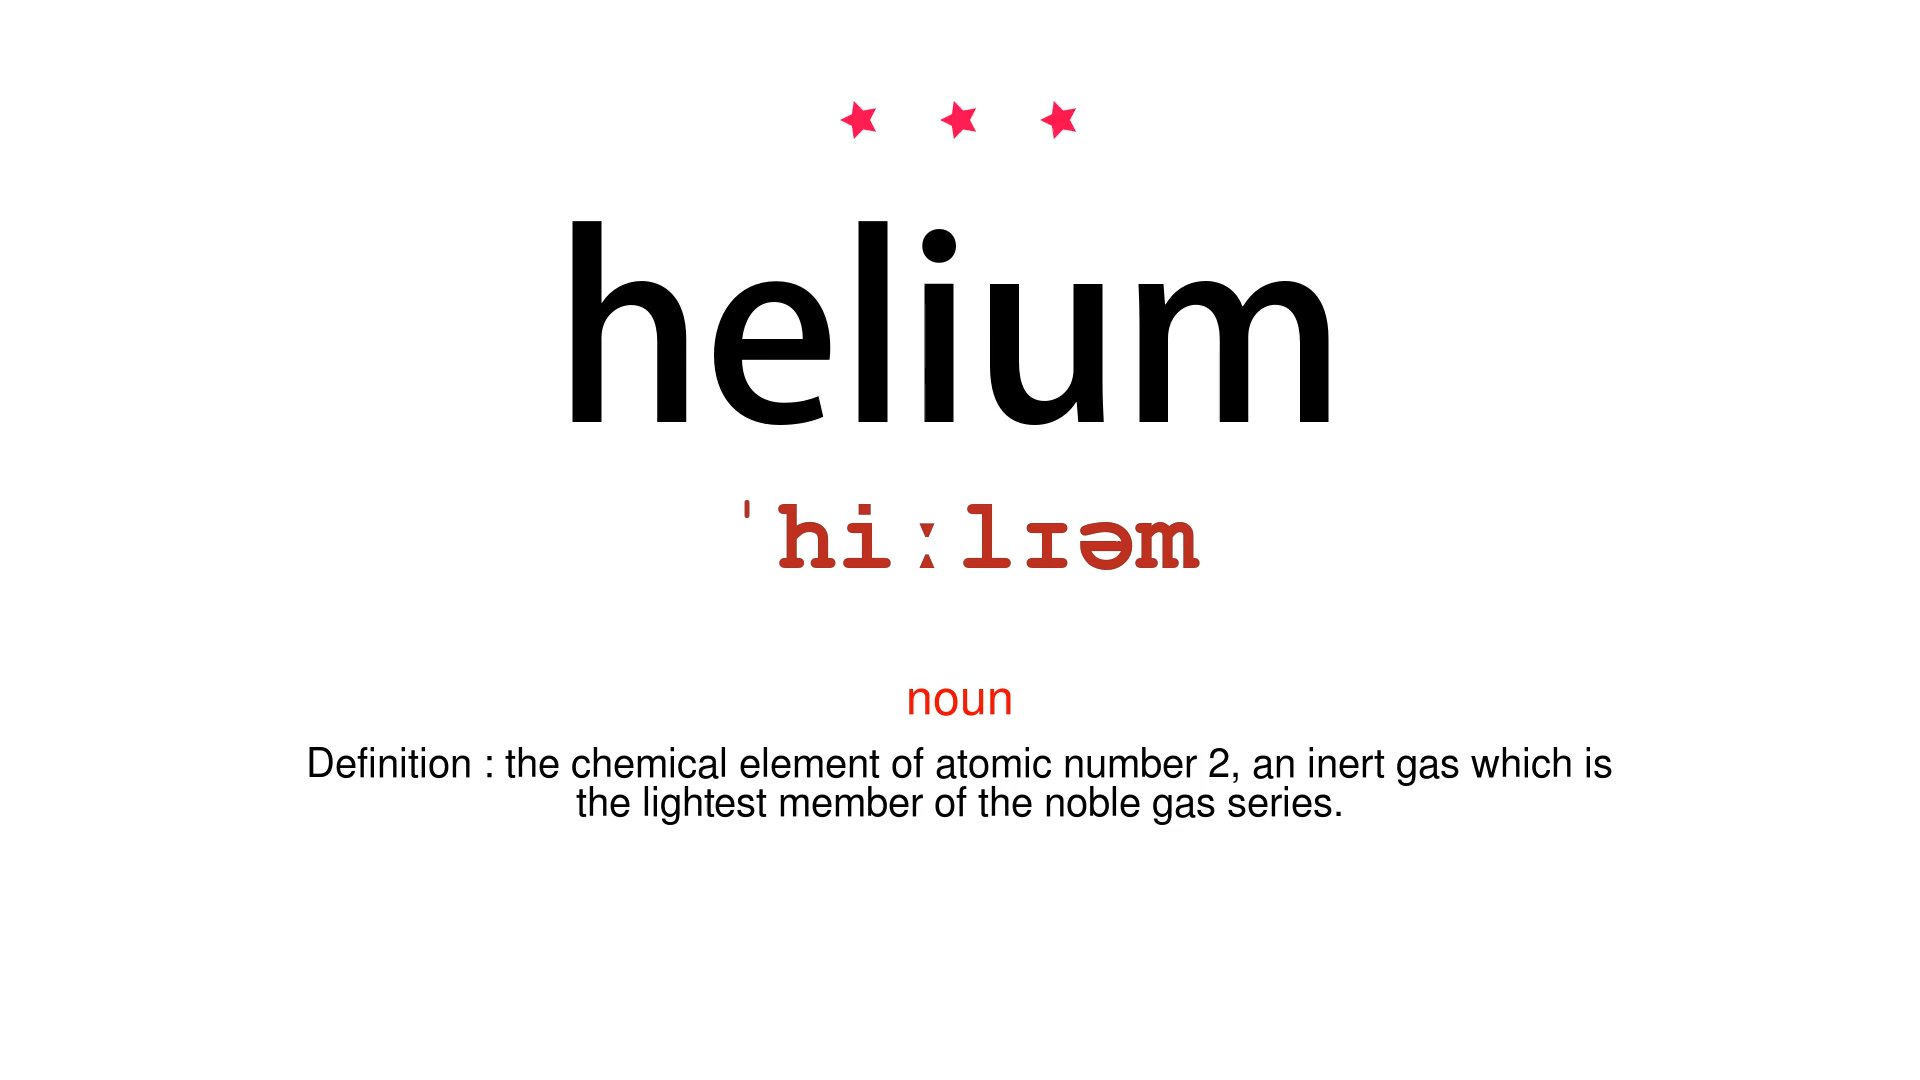 helium
ˈhiːlɪəm
noun
Definition : the chemical element of atomic number 2, an inert gas which is
the lightest member of the noble gas series.